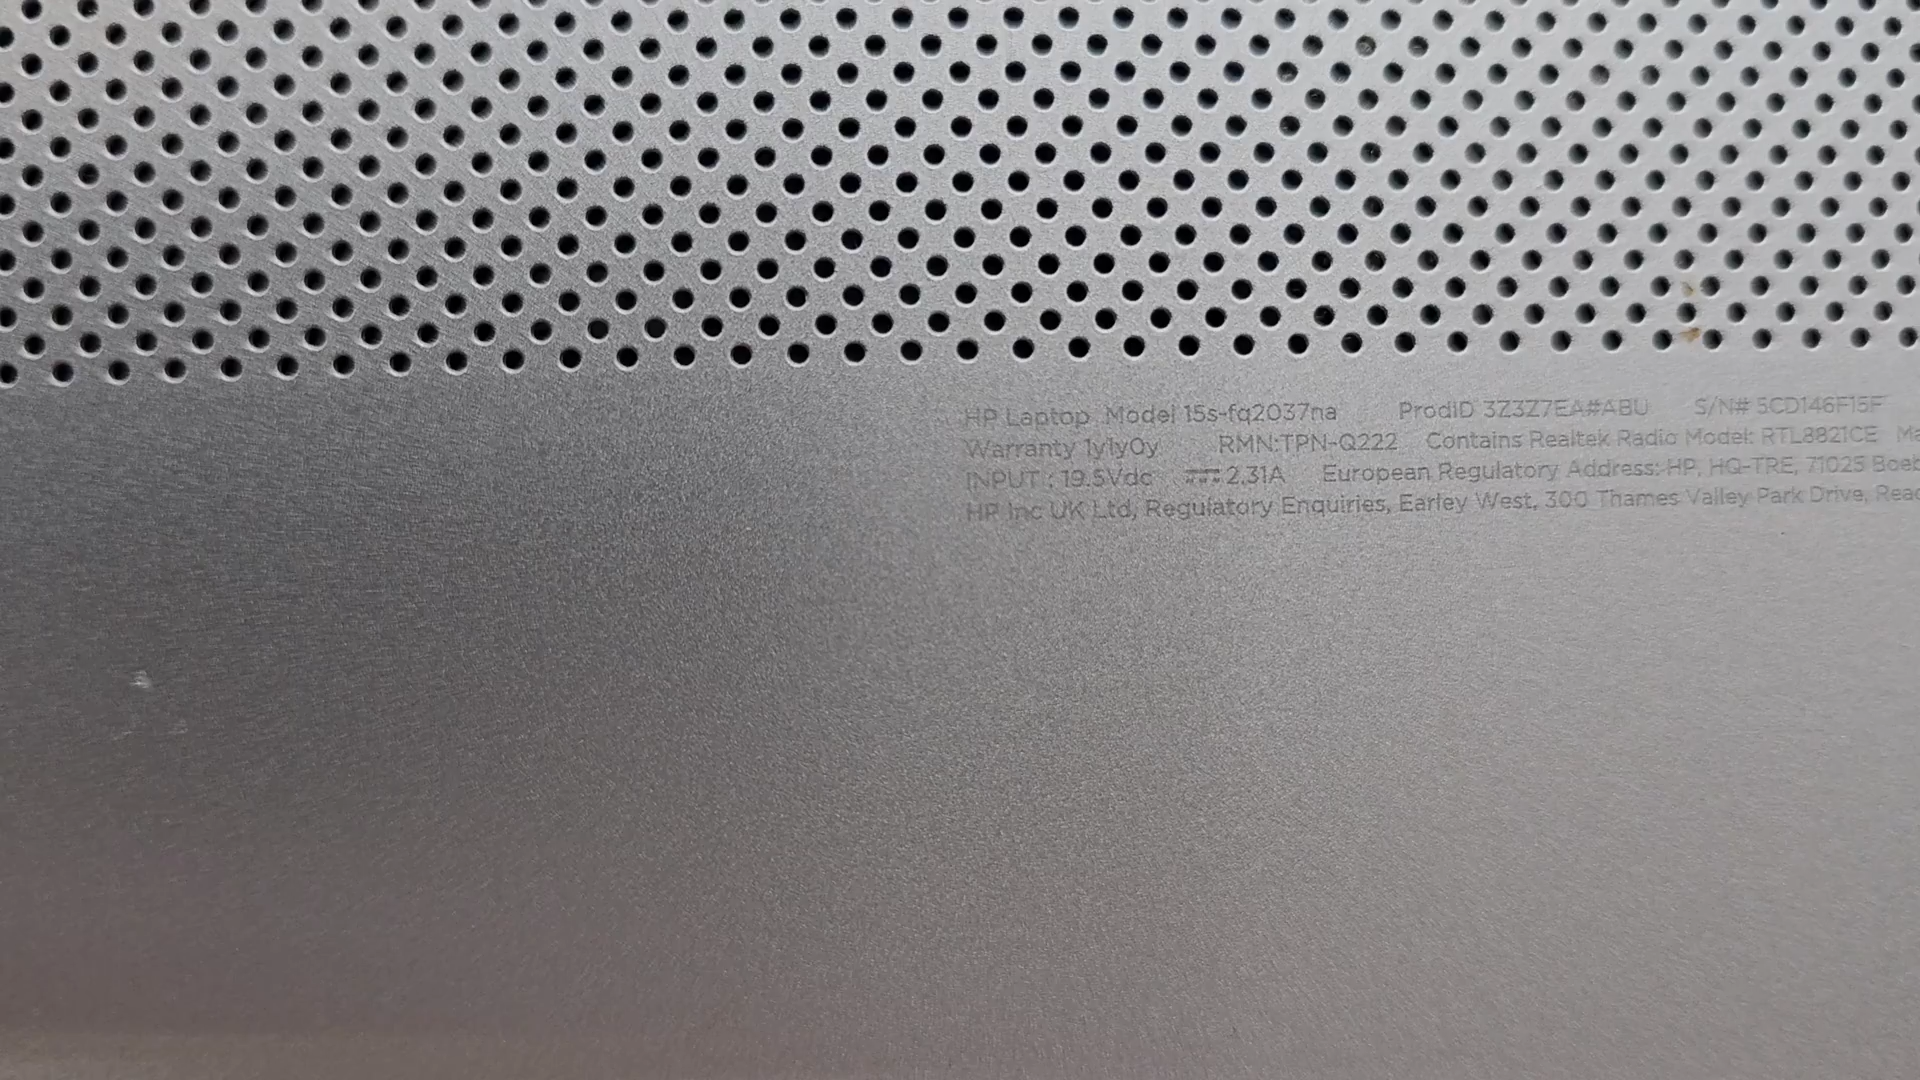 HP Laptop Model 15s-fq2037na ProdID 3Z3Z7EA#ABU S/N# 5CD146F15F
Warranty 1y1y0y RMN:TPN-Q222 Contains Realtek Radio Model: RTL8821CE
INPUT : 19.5Vdc ⎓ 2.31A European Regulatory Address: HP, HQ-TRE, 71025
HP Inc UK Ltd, Regulatory Enquiries, Earley West, 300 Thames Valley Park Drive,